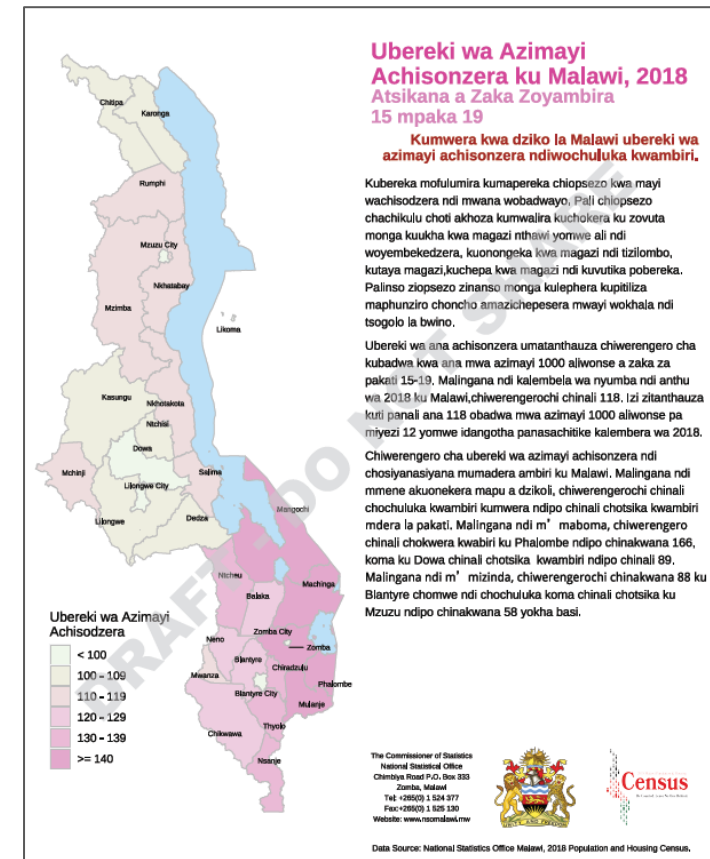 Ubereki wa Azimayi
Achisonzera ku Malawi, 2018
Atsikana a Zaka Zoyambira
15 mpaka 19
Kumwera kwa dziko la Malawi ubereki wa
azimayi achisonzera ndiwochuluka kwambiri.
Kubereka mofulumira kumapereka chiopsezo kwa mayi
wachisodzera ndi mwana wobadwayo, Pali chiopsezo
chachikulu choti akhoza kumwalira kuchokera ku zovuta
monga kuukha kwa magazi nthawi yomwe ali ndi
woyembekedzera, kuonongeka kwa magazi ndi tizilombo,
kutaya magazi,kuchepa kwa magazi ndi kuvutika pobereka.
Palinso ziopsezo zinanso monga kulephera kupitiliza
maphunziro choncho amazichepesera mwayi wokhala ndi
tsogolo la bwino.
Ubereki wa ana achisonzera umatanthauza chiwerengero cha
kubadwa kwa ana mwa azimayi 1000 aliwonse a zaka za
pakati 15-19. Malingana ndi kalembela wa nyumba ndi anthu
wa 2018 ku Malawi,chiwerengerochi chinali 118. Izi zitanthauza
kuti panali ana 118 obadwa mwa azimayi 1000 aliwonse pa
miyezi 12 yomwe idangotha panasachitike kalembera wa 2018.
Chiwerengero cha ubereki wa azimayi achisonzera ndi
chosiyanasiyana mumadera ambiri ku Malawi. Malingana ndi
mmene akuonekera mapu a dzikoli, chiwerengerochi chinali
chochuluka kwambiri kumwera ndipo chinali chotsika kwambiri
mdera la pakati. Malingana ndi m' maboma, chiwerengero
chinali chokwera kwabiri ku Phalombe ndipo chinakwana 166,
koma ku Dowa chinali chotsika kwambiri ndipo chinali 89.
Malingana ndi m' mizinda, chiwerengerochi chinakwana 88 ku
Blantyre chomwe ndi chochuluka koma chinali chotsika ku
Mzuzu ndipo chinakwana 58 yokha basi.
Chitipa
Karonga
Rumphi
Mzuzu City
Nkhatabay
Mzimba
Likoma
Kasungu
Nkhotakota
Ntchisi
Dowa
Mchinji
Salima
Lilongwe City
Lilongwe
Dedza
Mangochi
Ntcheu
Machinga
Balaka
Zomba City
Neno
Zomba
Blantyre
Mwanza
Chiradzulu
Phalombe
Blantyre City
Mulanje
Thyolo
Chikwawa
Nsanje
Ubereki wa Azimayi
Achisodzera
< 100
100 - 109
110 - 119
120 - 129
130 - 139
>= 140
DRAFT - DO NOT SHARE
The Commissioner of Statistics
National Statistical Office
Chimbiya Road P.O. Box 333
Zomba, Malawi
Tel: +265(0) 1 524 377
Fax:+265(0) 1 525 130
Website: www.nsomalawi.mw
UNITY AND FREEDOM
Census
Data Source: National Statistics Office Malawi, 2018 Population and Housing Census.